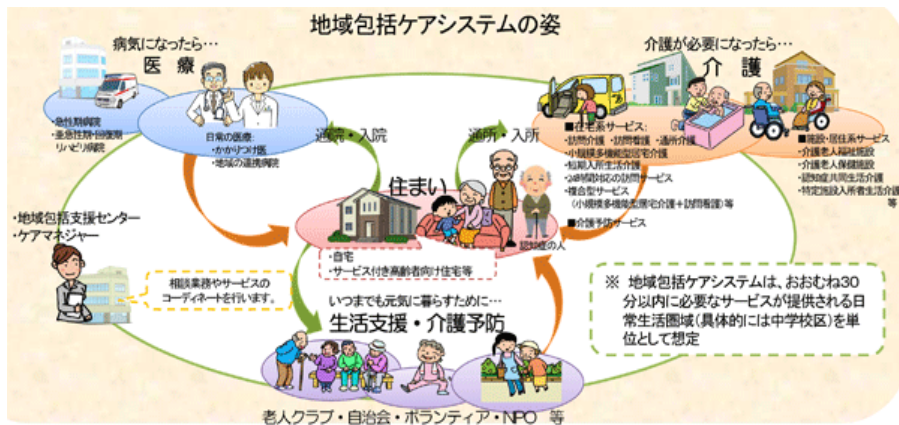 地域包括ケアシステムの姿
病気になったら…
医 療
・急性期病院
・亜急性期・回復期
リハビリ病院
日常の医療:
・かかりつけ医
・地域の連携病院
通院・入院
通所・入所
介護が必要になったら…
介 護
■在宅系サービス:
・訪問介護 ・訪問看護 ・通所介護
・小規模多機能型居宅介護
・短期入所生活介護
・24時間対応の訪問サービス
・複合型サービス
(小規模多機能型居宅介護+訪問看護)等
■介護予防サービス
■施設・居住系サービス
・介護老人福祉施設
・介護老人保健施設
・認知症共同生活介護
・特定施設入所者生活介護
等
住まい
認知症の人
・自宅
・サービス付き高齢者向け住宅等
・地域包括支援センター
・ケアマネジャー
相談業務やサービスの
コーディネートを行います。
いつまでも元気に暮らすために…
生活支援・介護予防
老人クラブ・自治会・ボランティア・NPO 等
※ 地域包括ケアシステムは、おおむね30
分以内に必要なサービスが提供される日
常生活圏域(具体的には中学校区)を単
位として想定